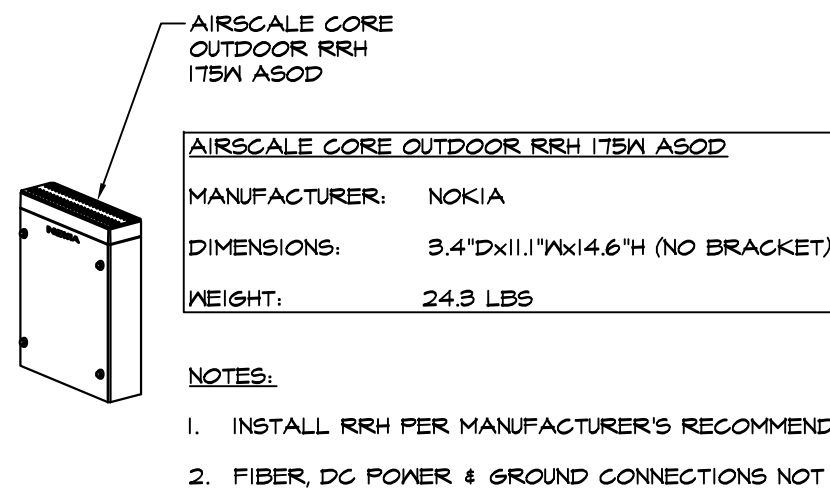 AIRSCALE CORE
OUTDOOR RRH
175W ASOD
AIRSCALE CORE OUTDOOR RRH 175W ASOD
MANUFACTURER: NOKIA
DIMENSIONS: 3.4"Dx11.1"Wx14.6"H (NO BRACKET)
WEIGHT: 24.3 LBS
NOKIA
NOTES:
1. INSTALL RRH PER MANUFACTURER'S RECOMMEND
2. FIBER, DC POWER & GROUND CONNECTIONS NOT